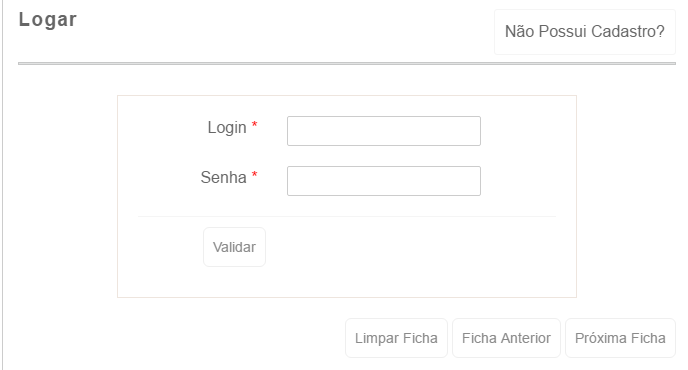 Logar
Não Possui Cadastro?
Login *
Senha *
Validar
Limpar Ficha
Ficha Anterior
Próxima Ficha